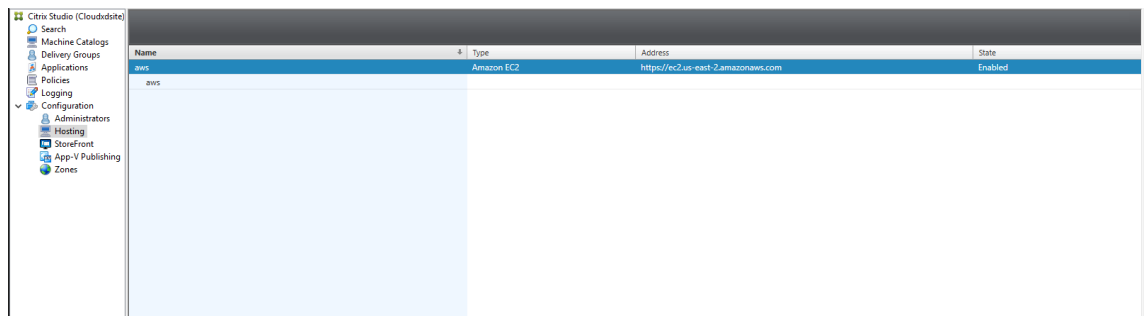 Citrix Studio (Cloudxdsite)
Search
Machine Catalogs
Delivery Groups
Applications
Policies
Logging
Configuration
Administrators
Hosting
StoreFront
App-V Publishing
Zones
Name Type Address State
aws Amazon EC2 https://ec2.us-east-2.amazonaws.com Enabled
aws